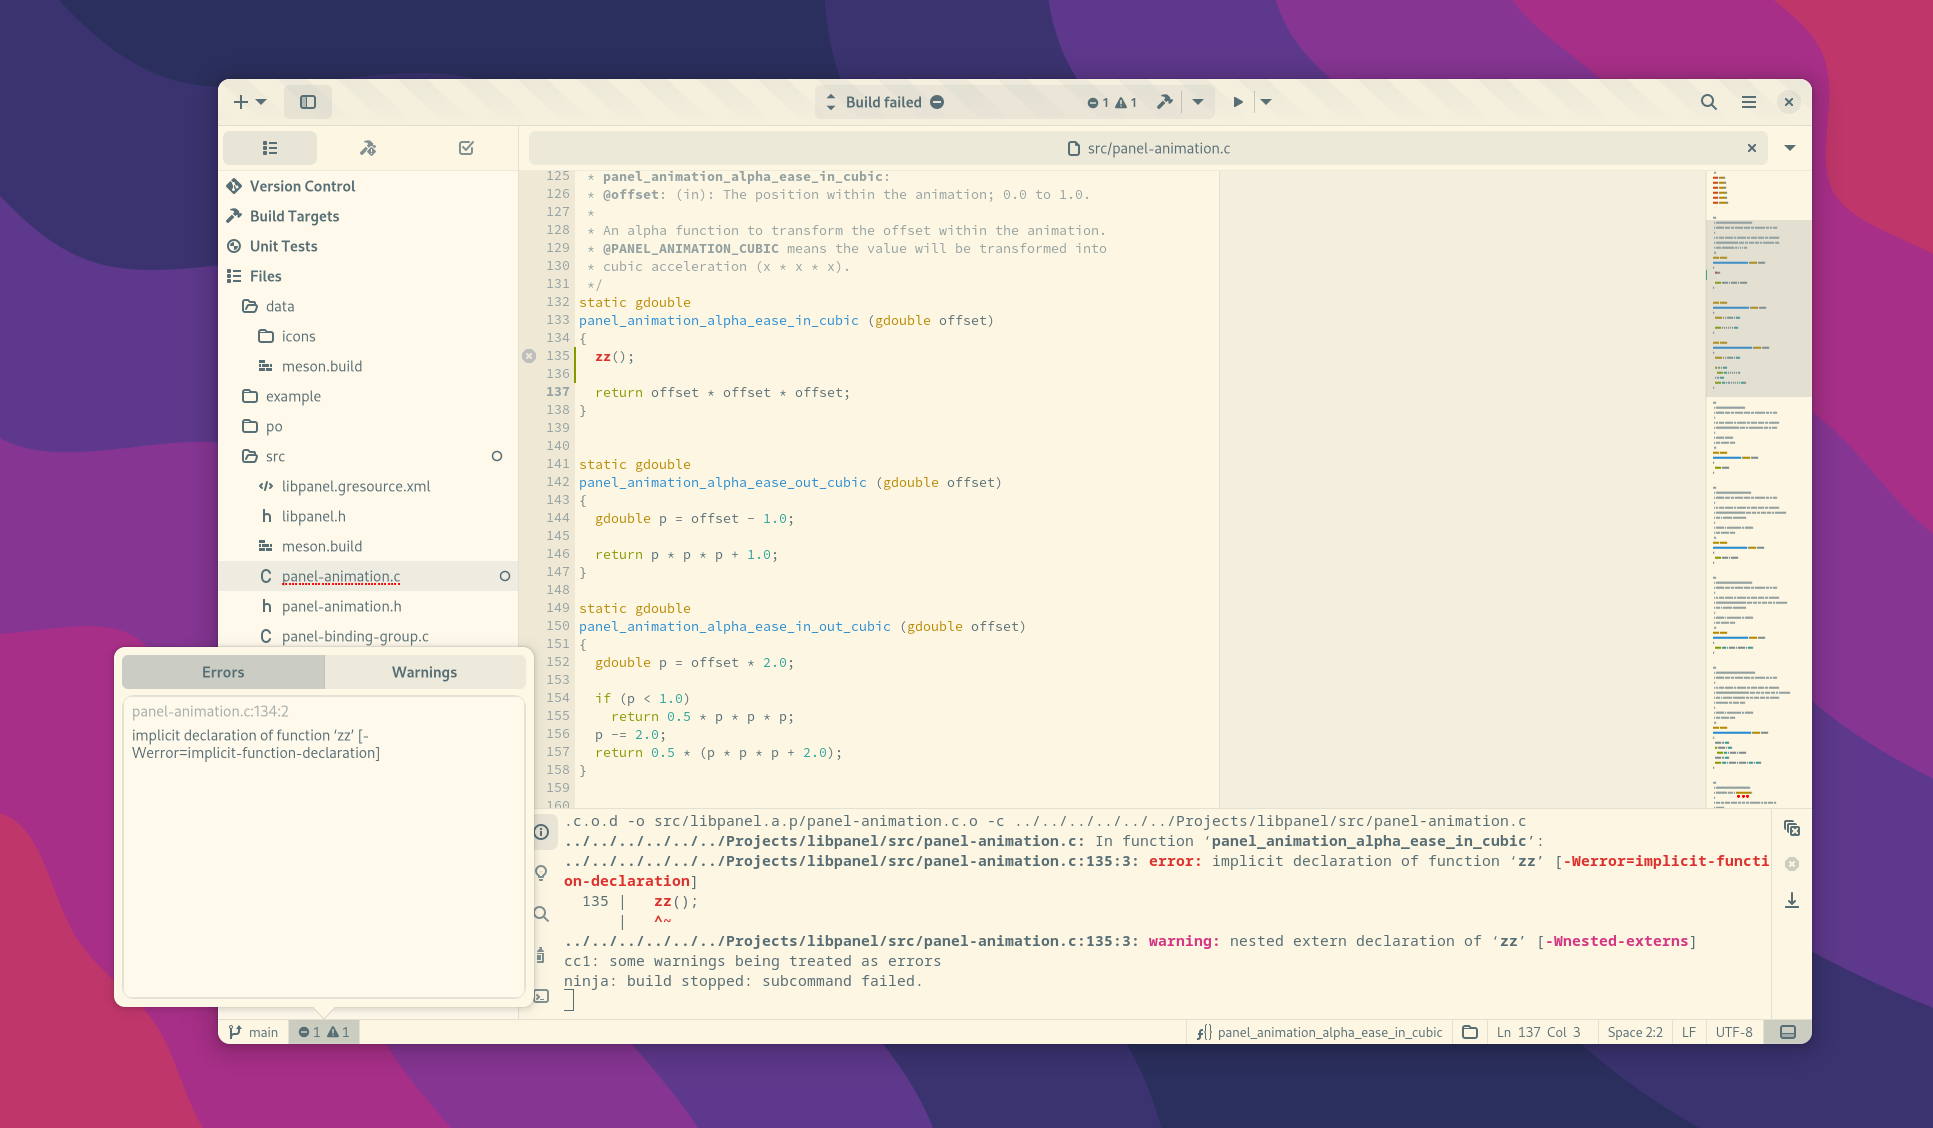 Build failed
1 1
src/panel-animation.c
Version Control
Build Targets
Unit Tests
Files
data
icons
meson.build
example
po
src
libpanel.gresource.xml
libpanel.h
meson.build
C panel-animation.c
h panel-animation.h
C panel-binding-group.c
125 * panel_animation_alpha_ease_in_cubic:
126 * @offset: (in): The position within the animation; 0.0 to 1.0.
127 *
128 * An alpha function to transform the offset within the animation.
129 * @PANEL_ANIMATION_CUBIC means the value will be transformed into
130 * cubic acceleration (x * x * x).
131 */
132 static gdouble
133 panel_animation_alpha_ease_in_cubic (gdouble offset)
134 {
135   zz();
136
137   return offset * offset * offset;
138 }
139
140
141 static gdouble
142 panel_animation_alpha_ease_out_cubic (gdouble offset)
143 {
144   gdouble p = offset - 1.0;
145
146   return p * p * p + 1.0;
147 }
148
149 static gdouble
150 panel_animation_alpha_ease_in_out_cubic (gdouble offset)
151 {
152   gdouble p = offset * 2.0;
153
154   if (p < 1.0)
155     return 0.5 * p * p * p;
156   p -= 2.0;
157   return 0.5 * (p * p * p + 2.0);
158 }
159
160
Errors Warnings
panel-animation.c:134:2
implicit declaration of function ‘zz’ [-
Werror=implicit-function-declaration]
.c.o.d -o src/libpanel.a.p/panel-animation.c.o -c ../../../../../../Projects/libpanel/src/panel-animation.c
../../../../../../Projects/libpanel/src/panel-animation.c: In function ‘panel_animation_alpha_ease_in_cubic’:
../../../../../../Projects/libpanel/src/panel-animation.c:135:3: error: implicit declaration of function ‘zz’ [-Werror=implicit-functi
on-declaration]
135 |   zz();
|   ^~
../../../../../../Projects/libpanel/src/panel-animation.c:135:3: warning: nested extern declaration of ‘zz’ [-Wnested-externs]
cc1: some warnings being treated as errors
ninja: build stopped: subcommand failed.
main 1 1 panel_animation_alpha_ease_in_cubic Ln 137 Col 3 Space 2:2 LF UTF-8